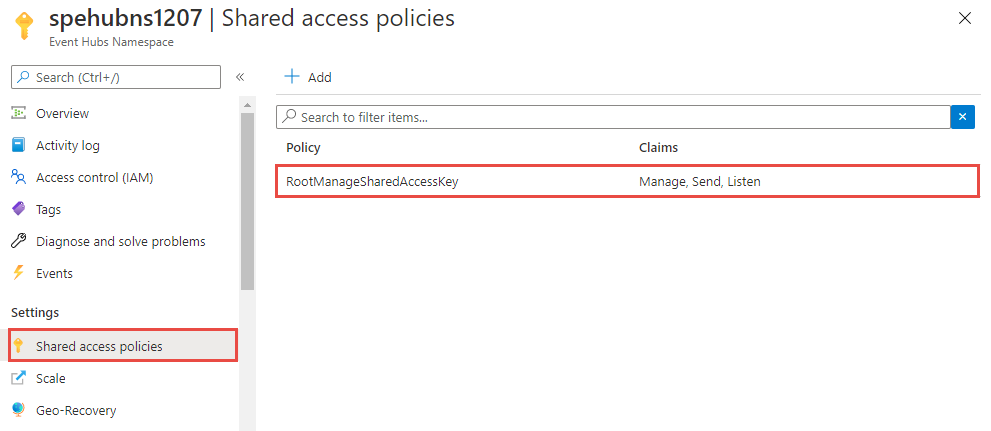 spehubns1207 | Shared access policies
Event Hubs Namespace
Search (Ctrl+/)
«
Overview
Activity log
Access control (IAM)
Tags
Diagnose and solve problems
Events
Settings
Shared access policies
Scale
Geo-Recovery
Add
Search to filter items...
Policy Claims
RootManageSharedAccessKey Manage, Send, Listen